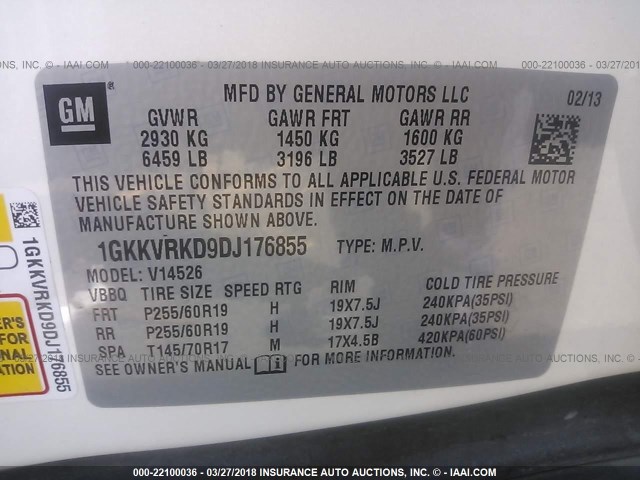 000-22100036 - 03/27/2018 INSURANCE AUTO AUCTIONS, INC. - IAAI.COM
GM
MFD BY GENERAL MOTORS LLC
02/13
GVWR GAWR FRT GAWR RR
2930 KG 1450 KG 1600 KG
6459 LB 3196 LB 3527 LB
THIS VEHICLE CONFORMS TO ALL APPLICABLE U.S. FEDERAL MOTOR
VEHICLE SAFETY STANDARDS IN EFFECT ON THE DATE OF
MANUFACTURE SHOWN ABOVE.
1GKKVRKD9DJ176855 TYPE: M.P.V.
MODEL: V14526
VBBQ TIRE SIZE SPEED RTG RIM COLD TIRE PRESSURE
FRT P255/60R19 H 19X7.5J 240KPA(35PSI)
RR P255/60R19 H 19X7.5J 240KPA(35PSI)
SPA T145/70R17 M 17X4.5B 420KPA(60PSI)
SEE OWNER'S MANUAL FOR MORE INFORMATION.
1GKKVRKD9DJ176855
000-22100036 - 03/27/2018 INSURANCE AUTO AUCTIONS, INC. - IAAI.COM
000-22100036 - 03/27/2018 INSURANCE AUTO AUCTIONS, INC. - IAAI.COM